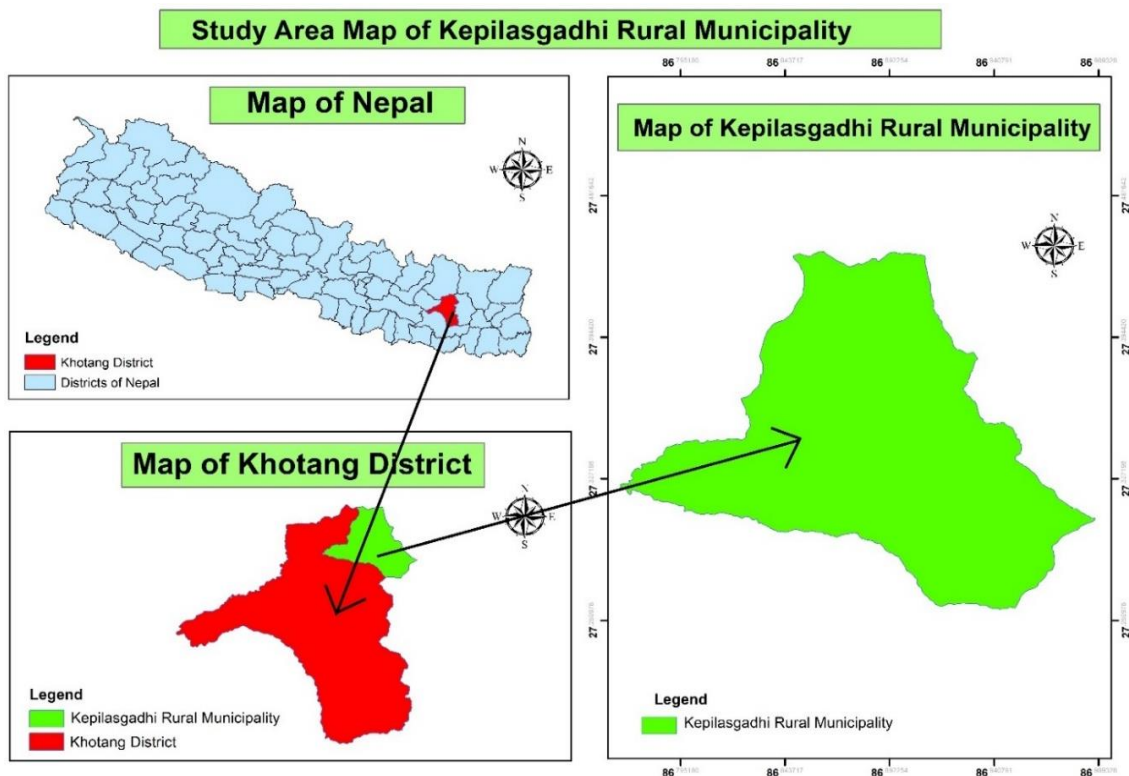 Study Area Map of Kepilasgadhi Rural Municipality
Map of Nepal
N
W E
S
Legend
Khotang District
Districts of Nepal
Map of Khotang District
N
W E
S
Legend
Kepilasgadhi Rural Municipality
Khotang District
86 86 86 86 86
Map of Kepilasgadhi Rural Municipality
N
W E
S
27 27
27 27
27 27
27 27
Legend
Kepilasgadhi Rural Municipality
86 86 86 86 86